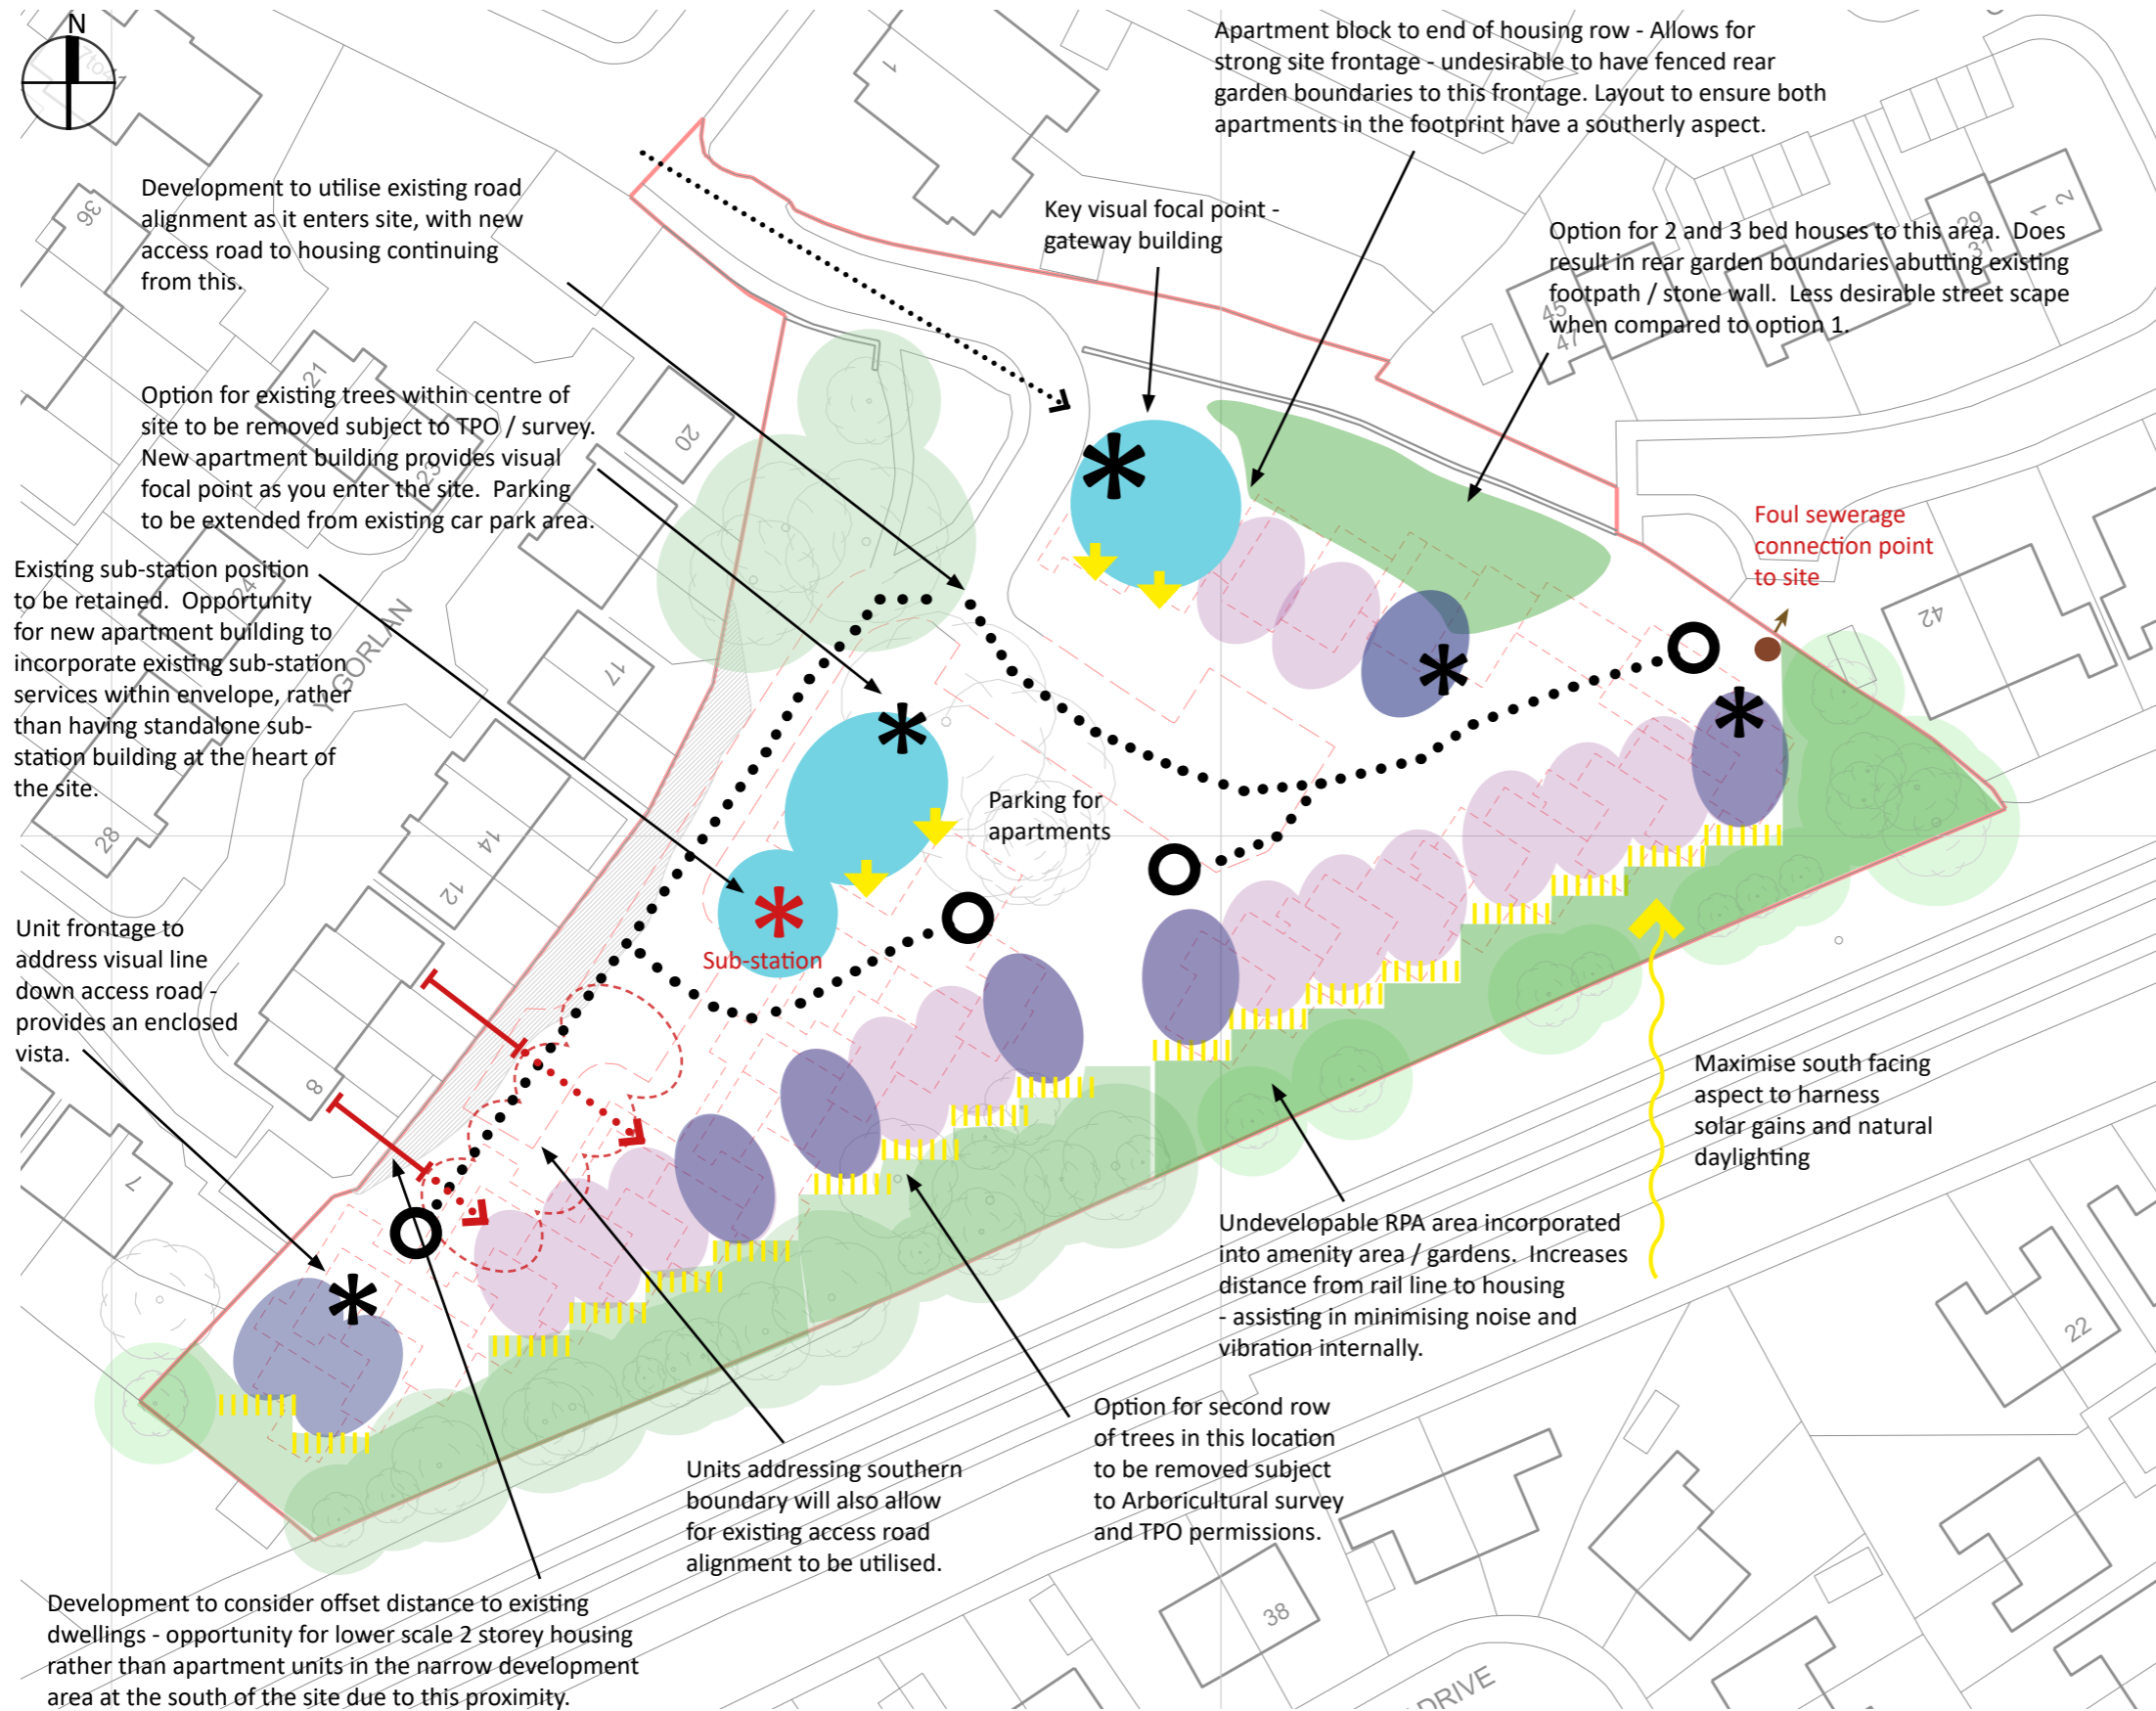 N
Apartment block to end of housing row - Allows for
strong site frontage - undesirable to have fenced rear
garden boundaries to this frontage. Layout to ensure both
apartments in the footprint have a southerly aspect.
Development to utilise existing road
alignment as it enters site, with new
access road to housing continuing
from this.
Key visual focal point -
gateway building
Option for 2 and 3 bed houses to this area.  Does
result in rear garden boundaries abutting existing
footpath / stone wall.  Less desirable street scape
when compared to option 1.
Option for existing trees within centre of
site to be removed subject to TPO / survey.
New apartment building provides visual
focal point as you enter the site.  Parking
to be extended from existing car park area.
Foul sewerage
connection point
to site
Existing sub-station position
to be retained.  Opportunity
for new apartment building to
incorporate existing sub-station
services within envelope, rather
than having standalone sub-
station building at the heart of
the site.
Parking for
apartments
Sub-station
Unit frontage to
address visual line
down access road -
provides an enclosed
vista.
Maximise south facing
aspect to harness
solar gains and natural
daylighting
Undevelopable RPA area incorporated
into amenity area / gardens.  Increases
distance from rail line to housing
- assisting in minimising noise and
vibration internally.
Option for second row
of trees in this location
to be removed subject
to Arboricultural survey
and TPO permissions.
Units addressing southern
boundary will also allow
for existing access road
alignment to be utilised.
Development to consider offset distance to existing
dwellings - opportunity for lower scale 2 storey housing
rather than apartment units in the narrow development
area at the south of the site due to this proximity.
1
36
21
23
20
24
17
28
14
12
8
7
Y GORLAN
29
31
1
2
45
47
42
22
38
DRIVE